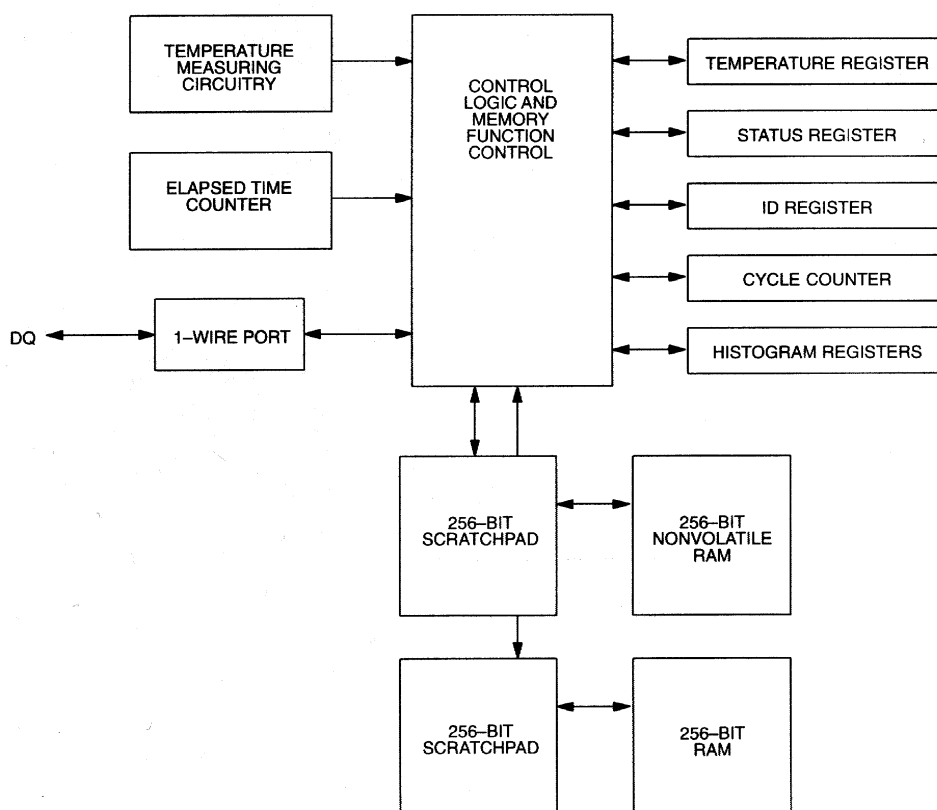 TEMPERATURE
MEASURING
CIRCUITRY
ELAPSED TIME
COUNTER
DQ
1–WIRE PORT
CONTROL
LOGIC AND
MEMORY
FUNCTION
CONTROL
TEMPERATURE REGISTER
STATUS REGISTER
ID REGISTER
CYCLE COUNTER
HISTOGRAM REGISTERS
256–BIT
SCRATCHPAD
256–BIT
NONVOLATILE
RAM
256–BIT
SCRATCHPAD
256–BIT
RAM